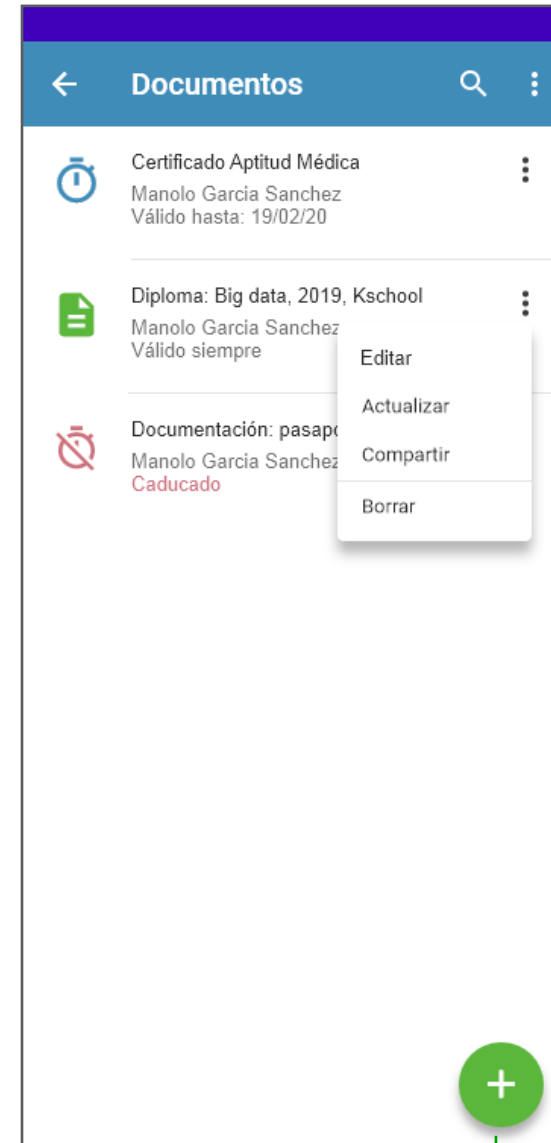 Documentos
Certificado Aptitud Médica
Manolo Garcia Sanchez
Válido hasta: 19/02/20
Diploma: Big data, 2019, Kschool
Manolo Garcia Sanchez
Válido siempre
Editar
Actualizar
Compartir
Borrar
Documentación:
Manolo Garcia Sanchez
Caducado